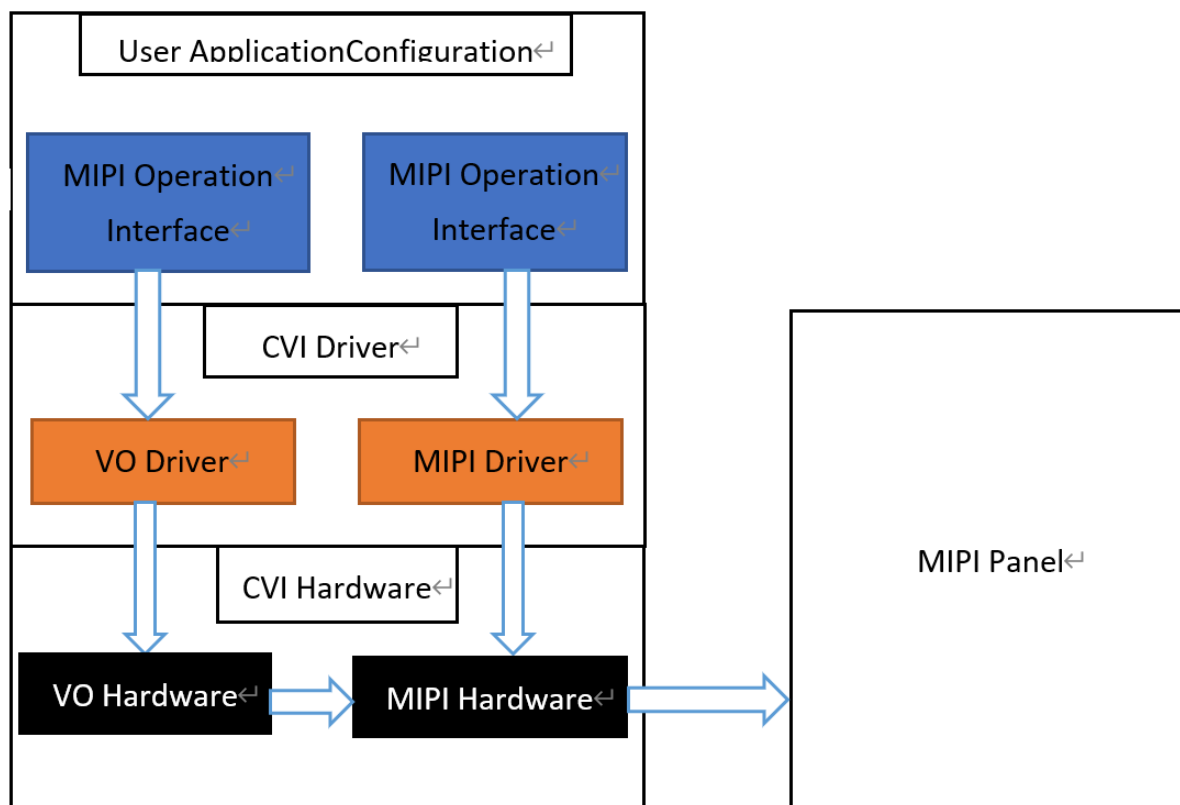 User ApplicationConfiguration
MIPI Operation
Interface
MIPI Operation
Interface
CVI Driver
VO Driver
MIPI Driver
CVI Hardware
MIPI Panel
VO Hardware
MIPI Hardware